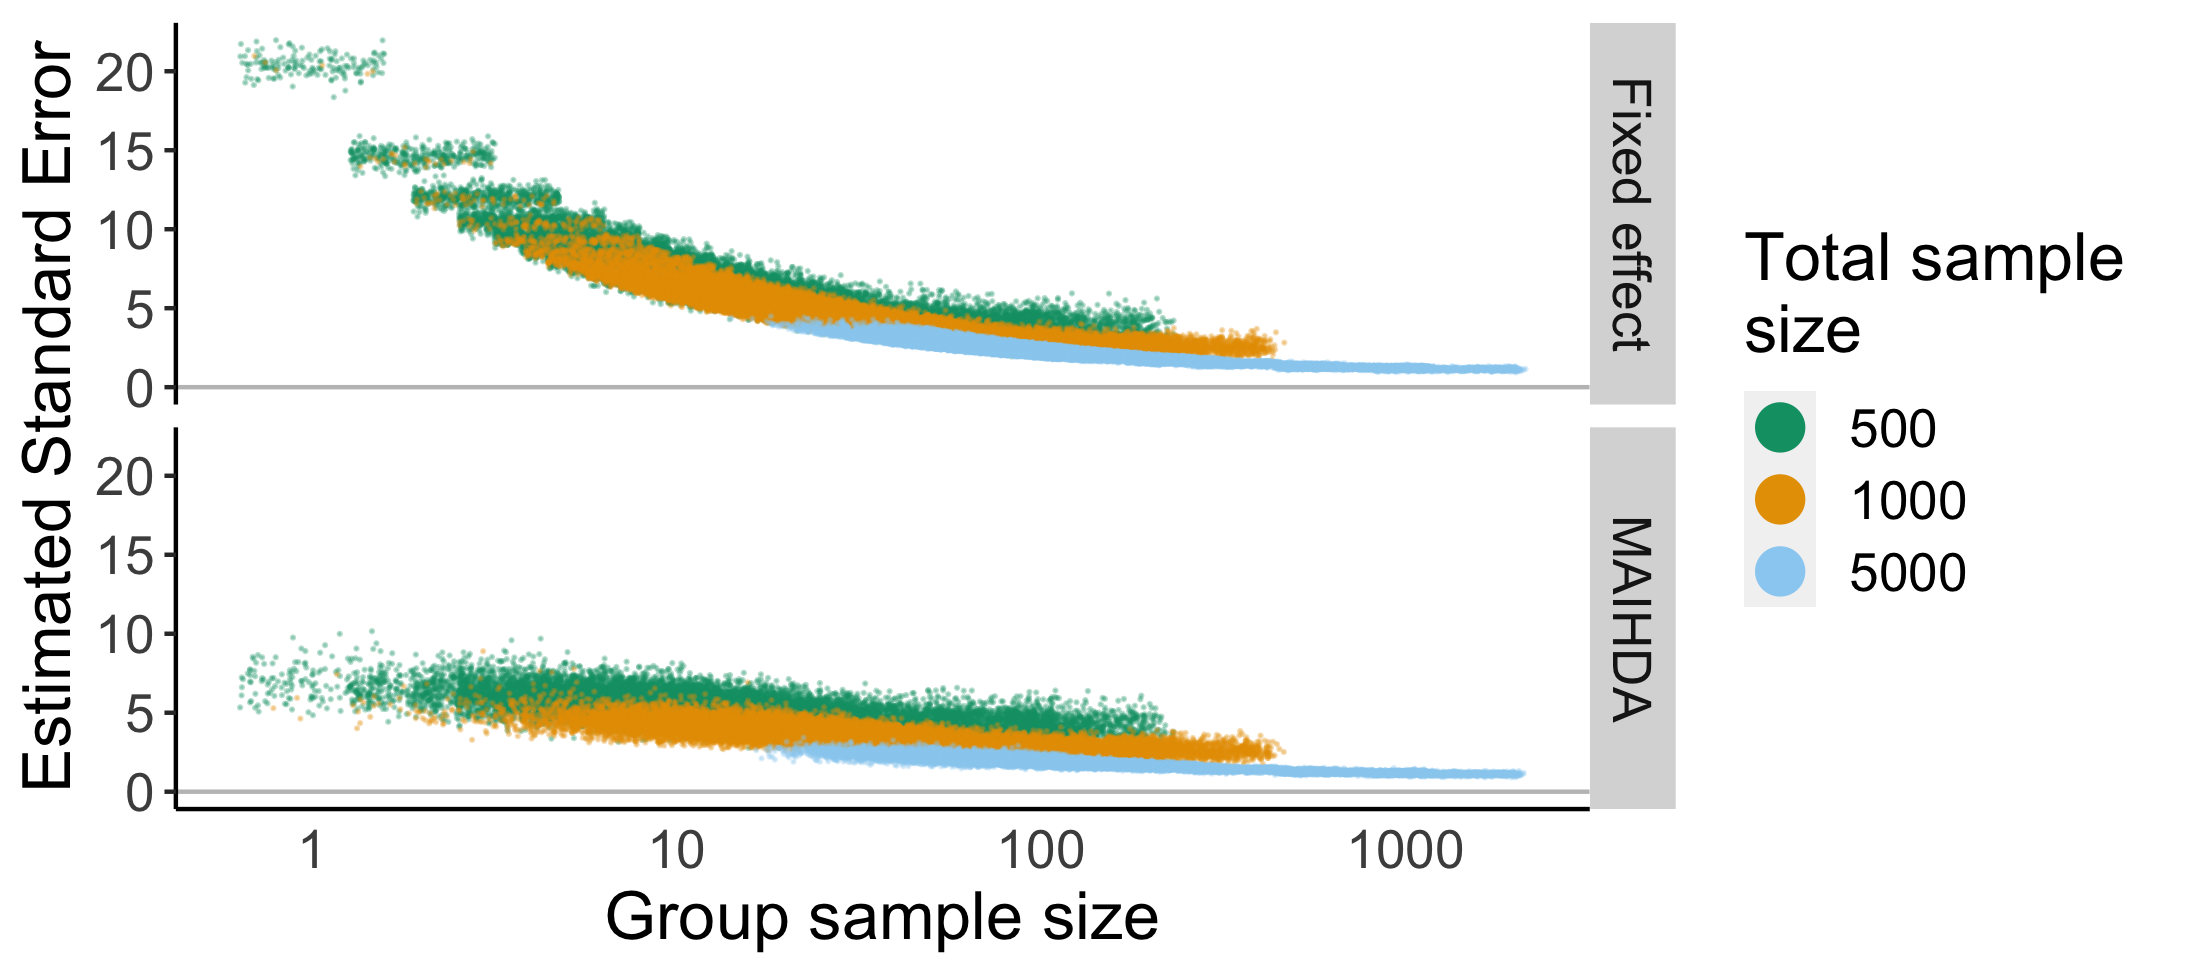 Estimated Standard Error
20
15
10
5
0
Fixed effect
20
15
10
5
0
MAIHDA
1 10 100 1000
Group sample size
Total sample
size
500
1000
5000